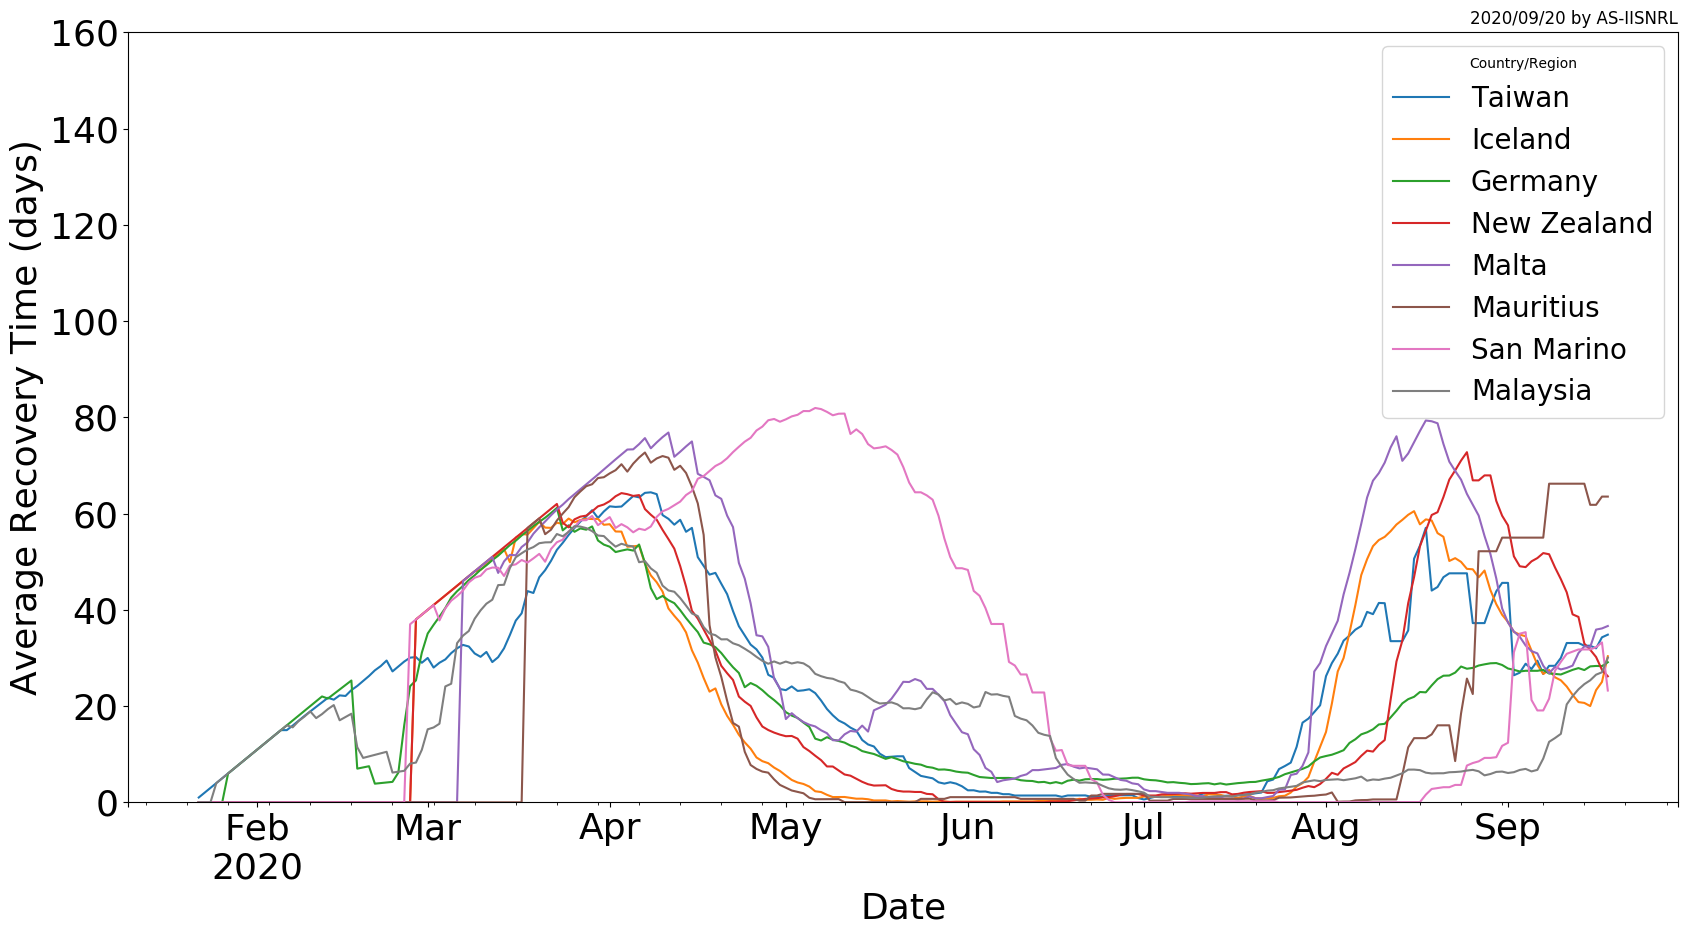 2020/09/20 by AS-IISNRL
Country/Region
Taiwan
Iceland
Germany
New Zealand
Malta
Mauritius
San Marino
Malaysia
Average Recovery Time (days)
160
140
120
100
80
60
40
20
0
Feb Mar Apr May Jun Jul Aug Sep
2020
Date